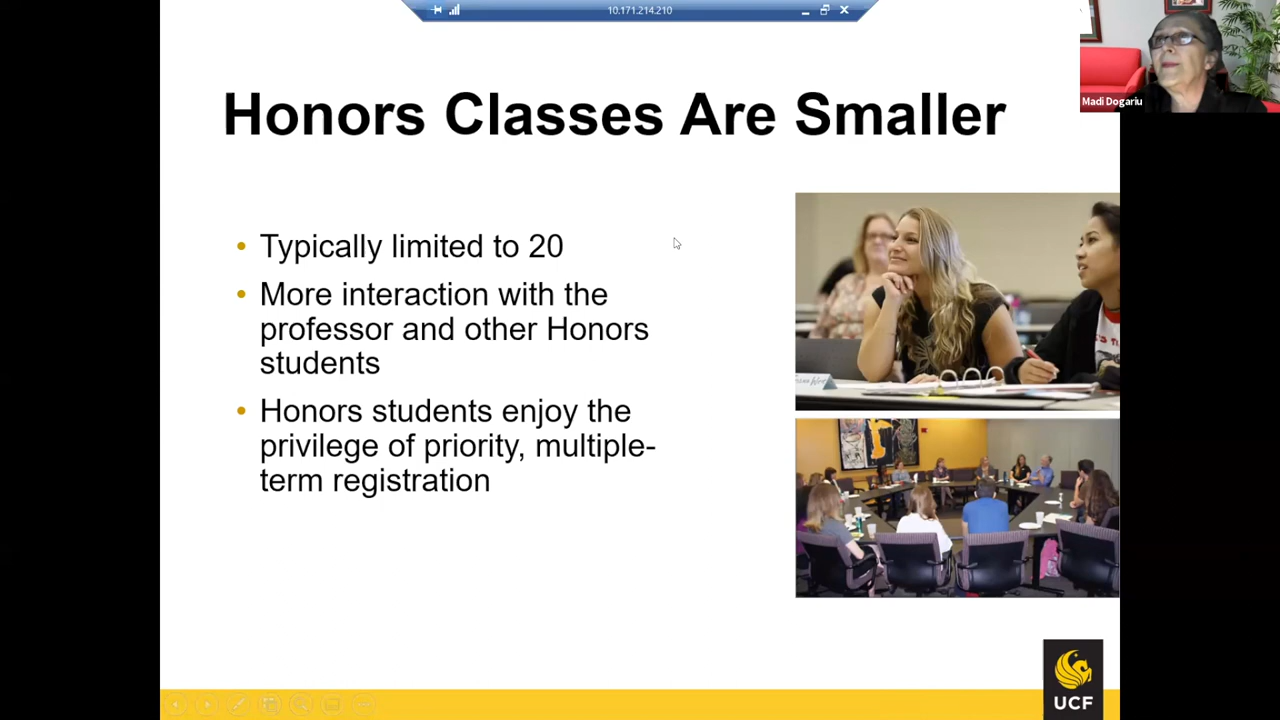 10.171.214.210
Madi Dogariu
Honors Classes Are Smaller
• Typically limited to 20
• More interaction with the
professor and other Honors
students
• Honors students enjoy the
privilege of priority, multiple-
term registration
UCF